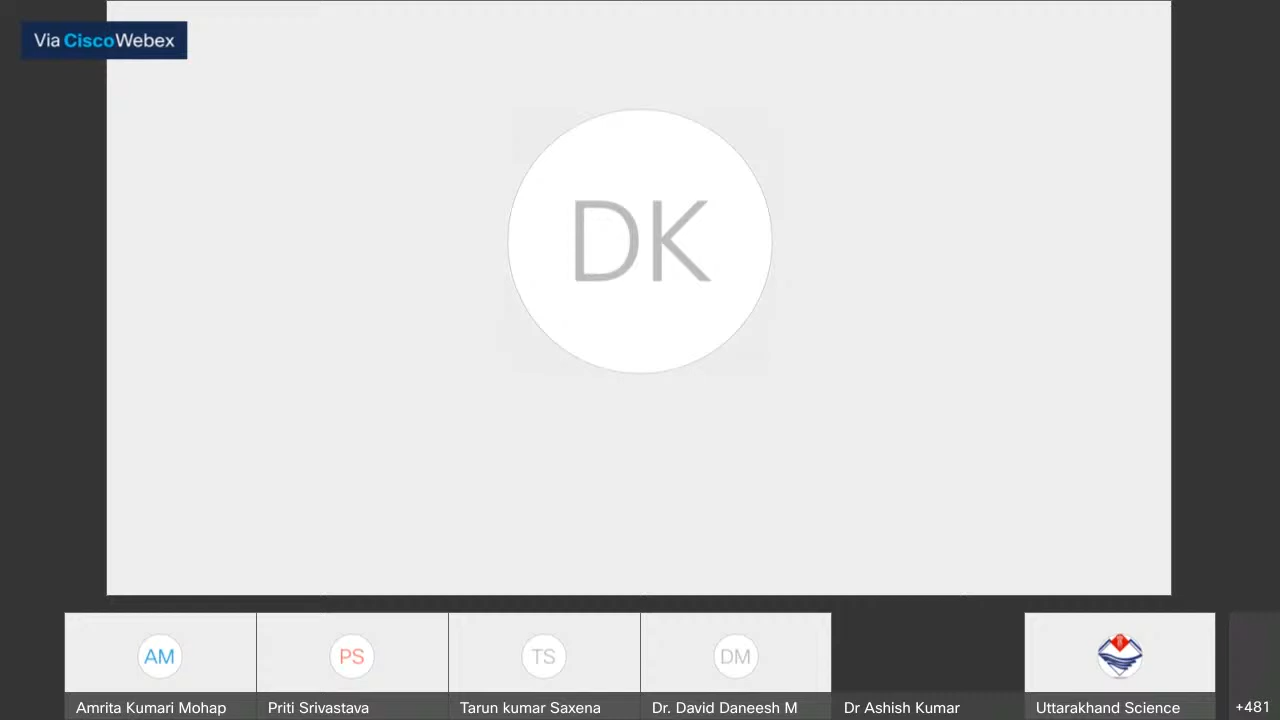 Via CiscoWebex
DK
AM
PS
TS
DM
Amrita Kumari Mohap
Priti Srivastava
Tarun kumar Saxena
Dr. David Daneesh M
Dr Ashish Kumar
Uttarakhand Science
+481